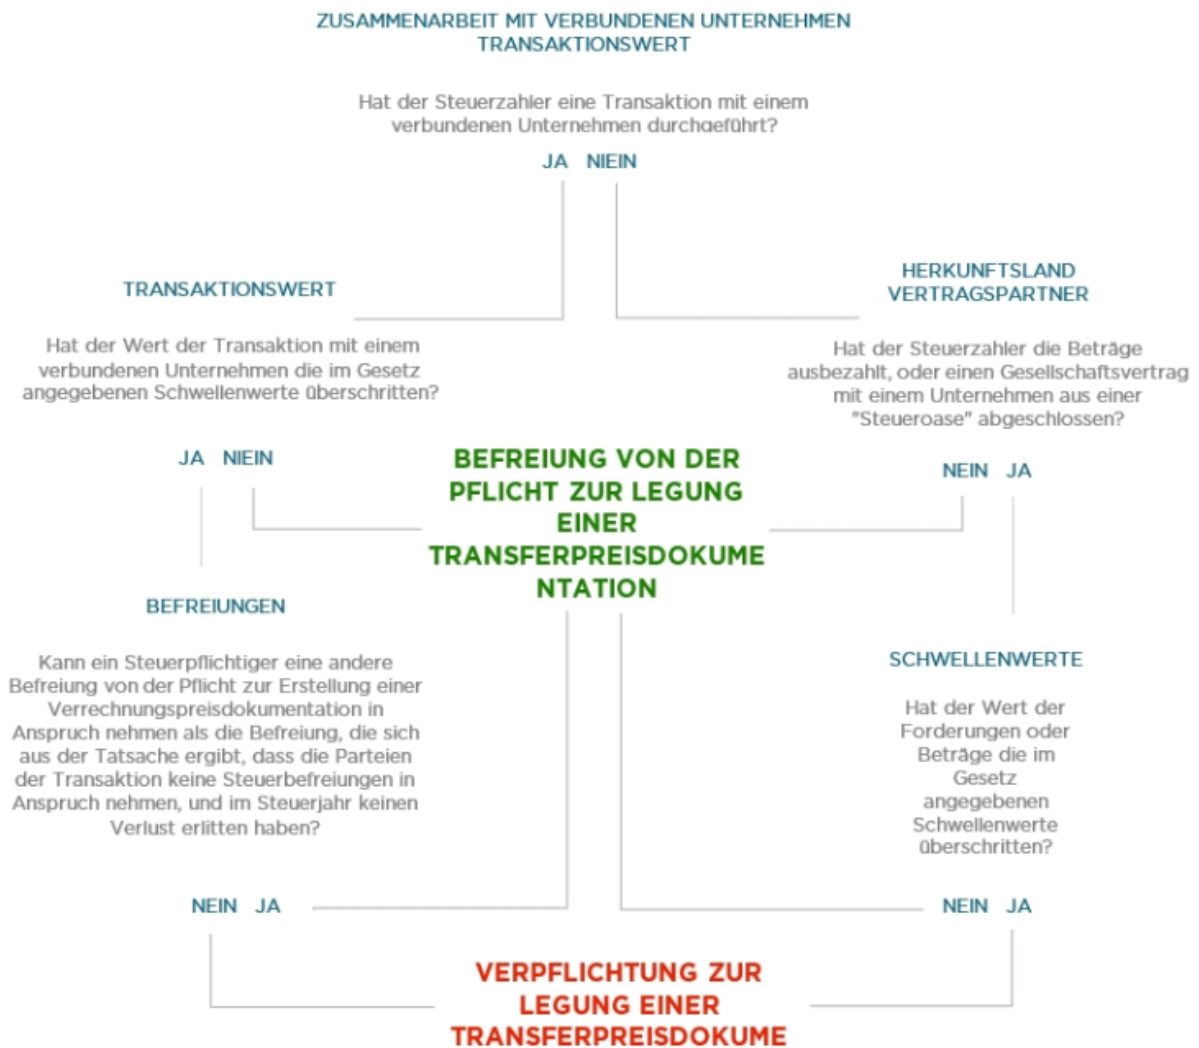 ZUSAMMENARBEIT MIT VERBUNDENEN UNTERNEHMEN
TRANSAKTIONSWERT
Hat der Steuerzahler eine Transaktion mit einem
verbundenen Unternehmen durchgeführt?
JA NIEIN
TRANSAKTIONSWERT
Hat der Wert der Transaktion mit einem
verbundenen Unternehmen die im Gesetz
angegebenen Schwellenwerte überschritten?
JA NIEIN
HERKUNFTSLAND
VERTRAGSPARTNER
Hat der Steuerzahler die Beträge
ausbezahlt, oder einen Gesellschaftsvertrag
mit einem Unternehmen aus einer
"Steueroase" abgeschlossen?
NEIN JA
BEFREIUNG VON DER
PFLICHT ZUR LEGUNG
EINER
TRANSFERPREISDOKUME
NTATION
BEFREIUNGEN
Kann ein Steuerpflichtiger eine andere
Befreiung von der Pflicht zur Erstellung einer
Verrechnungspreisdokumentation in
Anspruch nehmen als die Befreiung, die sich
aus der Tatsache ergibt, dass die Parteien
der Transaktion keine Steuerbefreiungen in
Anspruch nehmen, und im Steuerjahr keinen
Verlust erlitten haben?
NEIN JA
SCHWELLENWERTE
Hat der Wert der
Forderungen oder
Beträge die im
Gesetz
angegebenen
Schwellenwerte
überschritten?
NEIN JA
VERPFLICHTUNG ZUR
LEGUNG EINER
TRANSFERPREISDOKUME